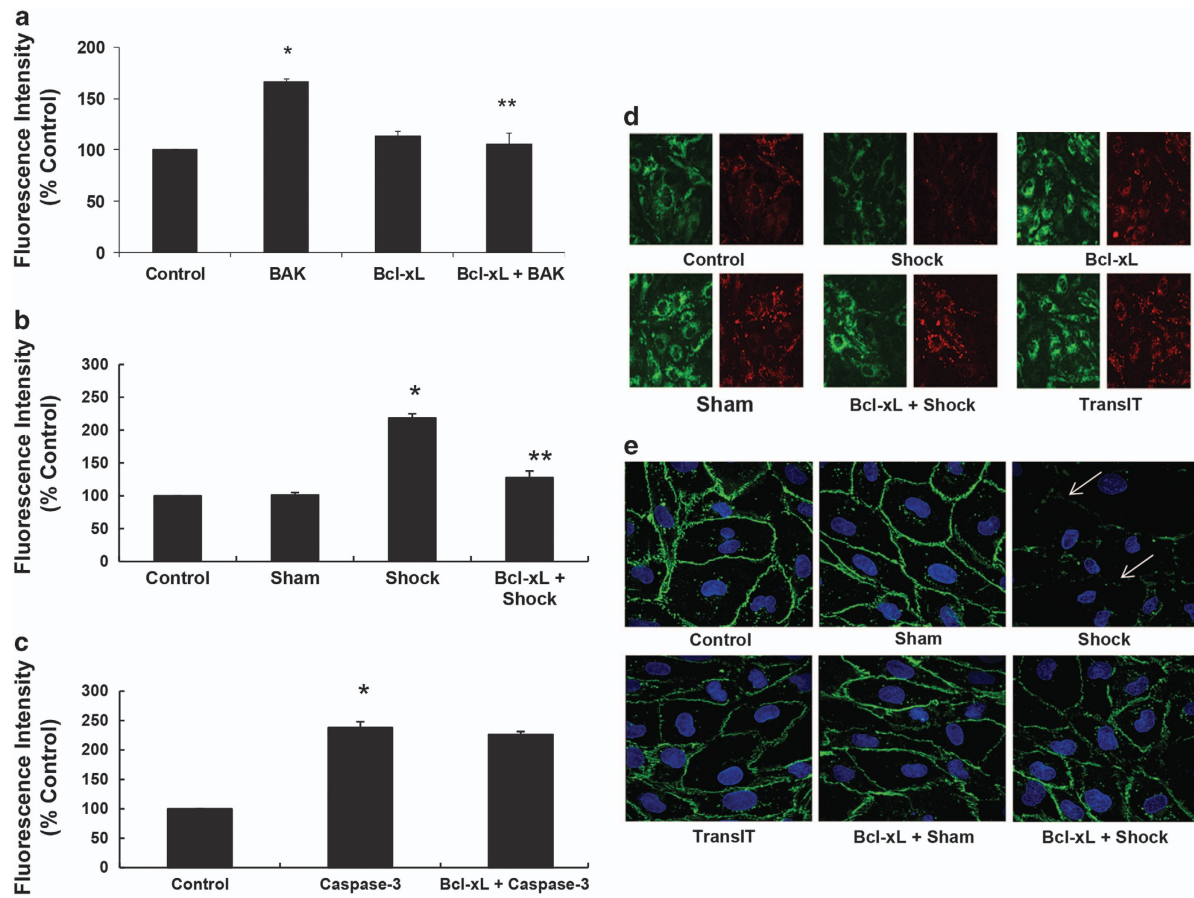 a
Fluorescence Intensity
(% Control)
200
150
100
50
0
*
**
Control
BAK
Bcl-xL
Bcl-xL + BAK
b
Fluorescence Intensity
(% Control)
300
250
200
150
100
50
0
*
**
Control
Sham
Shock
Bcl-xL +
Shock
c
Fluorescence Intensity
(% Control)
300
250
200
150
100
50
0
*
Control
Caspase-3
Bcl-xL + Caspase-3
d
Control
Shock
Bcl-xL
Sham
Bcl-xL + Shock
TransIT
e
Control
Sham
Shock
TransIT
Bcl-xL + Sham
Bcl-xL + Shock